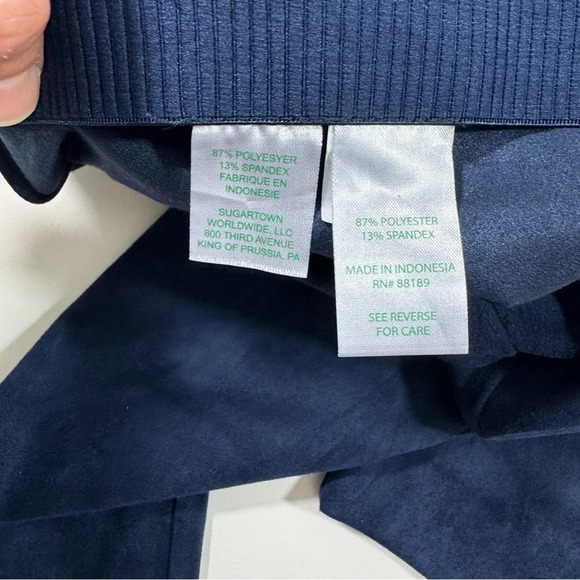 87% POLYESYER
13% SPANDEX
FABRIQUE EN
INDONESIE
SUGARTOWN
WORLDWIDE, LLC
800 THIRD AVENUE
KING OF PRUSSIA, PA
87% POLYESTER
13% SPANDEX
MADE IN INDONESIA
RN# 88189
SEE REVERSE
FOR CARE